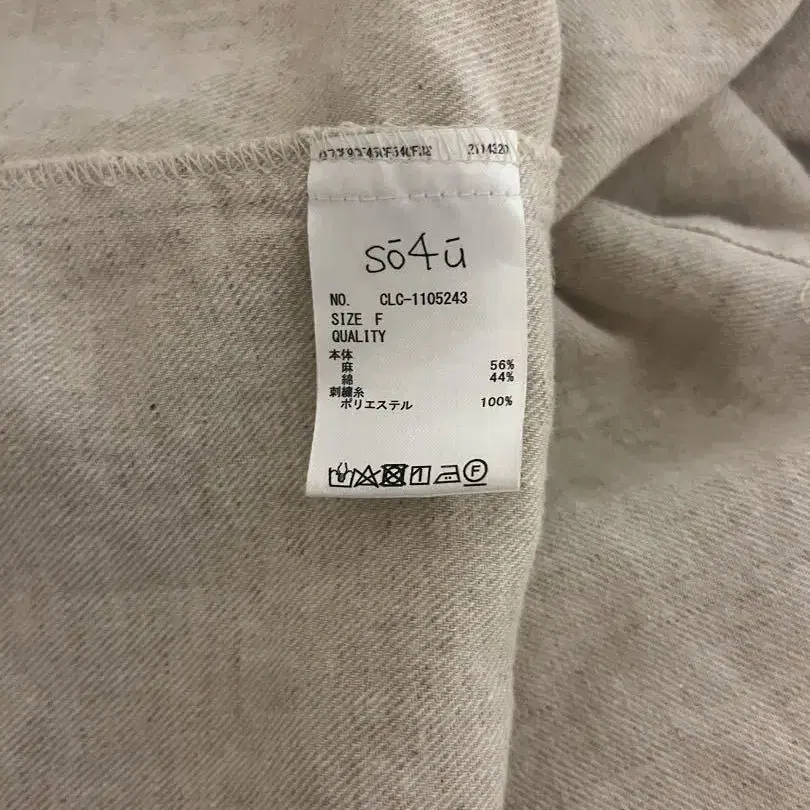 2114320
sō4ū
NO. CLC-1105243
SIZE F
QUALITY
本体
麻 56%
綿 44%
刺繍糸
ポリエステル 100%
F